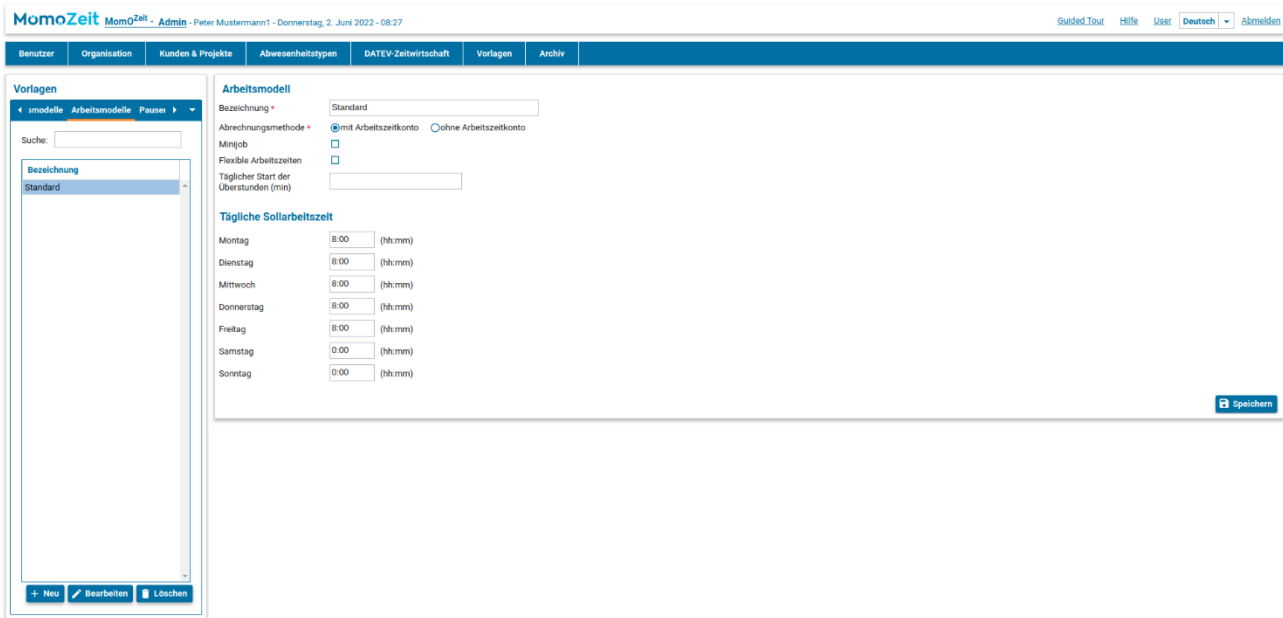 MomoZeit MomO Zeit - Admin - Peter Mustermann1 - Donnerstag, 2. Juni 2022 - 08:27 Guided Tour Hilfe User Deutsch Abmelden
Benutzer Organisation Kunden & Projekte Abwesenheitstypen DATEV-Zeitwirtschaft Vorlagen Archiv
Vorlagen
smodelle Arbeitsmodelle Pausen
Suche:
Bezeichnung
Standard
+ Neu Bearbeiten Löschen
Arbeitsmodell
Bezeichnung * Standard
Abrechnungsmethode * mit Arbeitszeitkonto ohne Arbeitszeitkonto
Minijob
Flexible Arbeitszeiten
Täglicher Start der
Überstunden (min)
Tägliche Sollarbeitszeit
Montag 8:00 (hh:mm)
Dienstag 8:00 (hh:mm)
Mittwoch 8:00 (hh:mm)
Donnerstag 8:00 (hh:mm)
Freitag 8:00 (hh:mm)
Samstag 0:00 (hh:mm)
Sonntag 0:00 (hh:mm)
Speichern